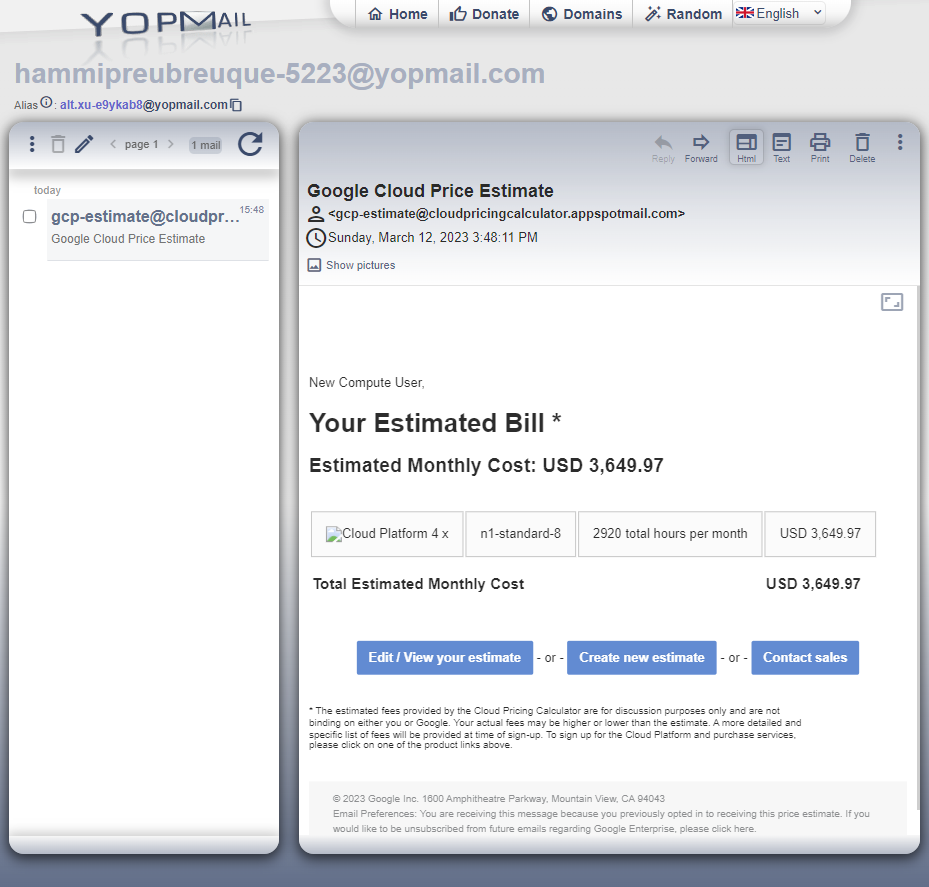 YOPMAIL
Home Donate Domains Random English
hammipreubreuque-5223@yopmail.com
Alias : alt.xu-e9ykab8@yopmail.com
page 1 1 mail
today
gcp-estimate@cloudpr... 15:48
Google Cloud Price Estimate
Reply Forward Html Text Print Delete
Google Cloud Price Estimate
<gcp-estimate@cloudpricingcalculator.appspotmail.com>
Sunday, March 12, 2023 3:48:11 PM
Show pictures
New Compute User,
Your Estimated Bill *
Estimated Monthly Cost: USD 3,649.97
Cloud Platform 4 x n1-standard-8 2920 total hours per month USD 3,649.97
Total Estimated Monthly Cost USD 3,649.97
Edit / View your estimate - or - Create new estimate - or - Contact sales
* The estimated fees provided by the Cloud Pricing Calculator are for discussion purposes only and are not
binding on either you or Google. Your actual fees may be higher or lower than the estimate. A more detailed and
specific list of fees will be provided at time of sign-up. To sign up for the Cloud Platform and purchase services,
please click on one of the product links above.
© 2023 Google Inc. 1600 Amphitheatre Parkway, Mountain View, CA 94043
Email Preferences: You are receiving this message because you previously opted in to receiving this price estimate. If you
would like to be unsubscribed from future emails regarding Google Enterprise, please click here.